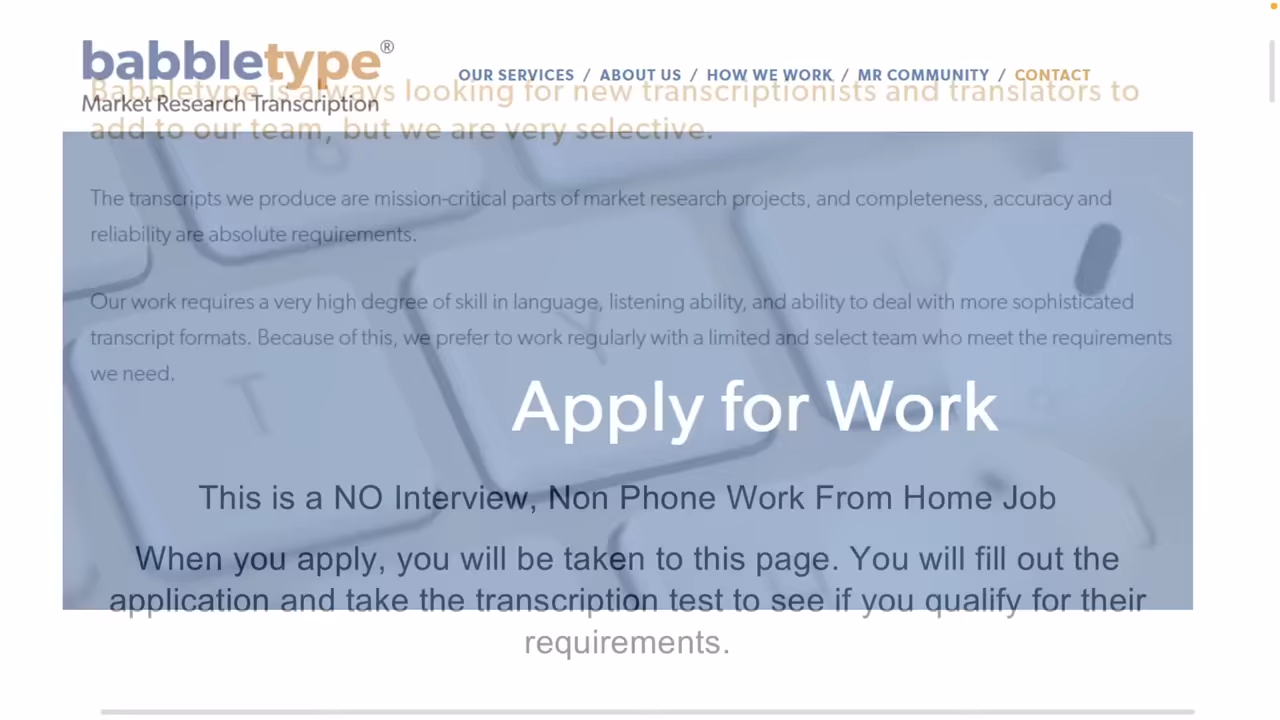 babbletype®
Market Research Transcription
OUR SERVICES / ABOUT US / HOW WE WORK / MR COMMUNITY / CONTACT
Babbletype is always looking for new transcriptionists and translators to
add to our team, but we are very selective.
The transcripts we produce are mission-critical parts of market research projects, and completeness, accuracy and
reliability are absolute requirements.
Our work requires a very high degree of skill in language, listening ability, and ability to deal with more sophisticated
transcript formats. Because of this, we prefer to work regularly with a limited and select team who meet the requirements
we need.
T
Y
U
Apply for Work
This is a NO Interview, Non Phone Work From Home Job
When you apply, you will be taken to this page. You will fill out the
application and take the transcription test to see if you qualify for their
requirements.